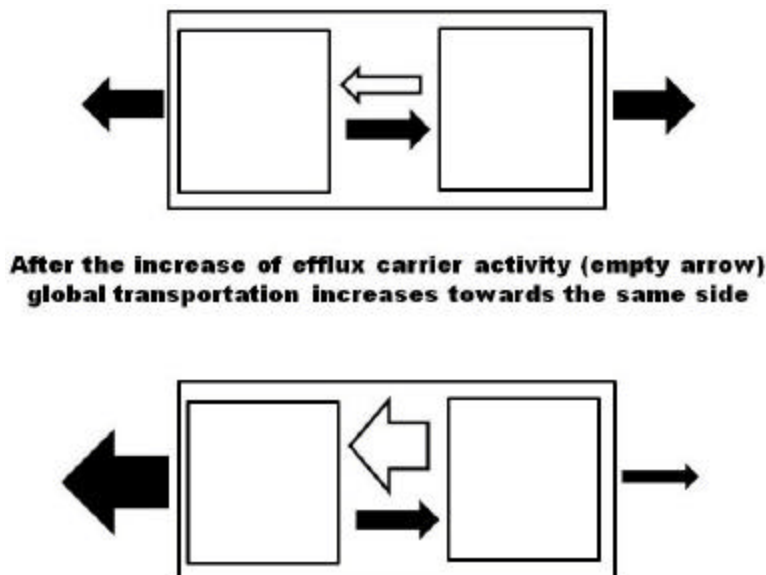 After the increase of efflux carrier activity (empty arrow)
global transportation increases towards the same side